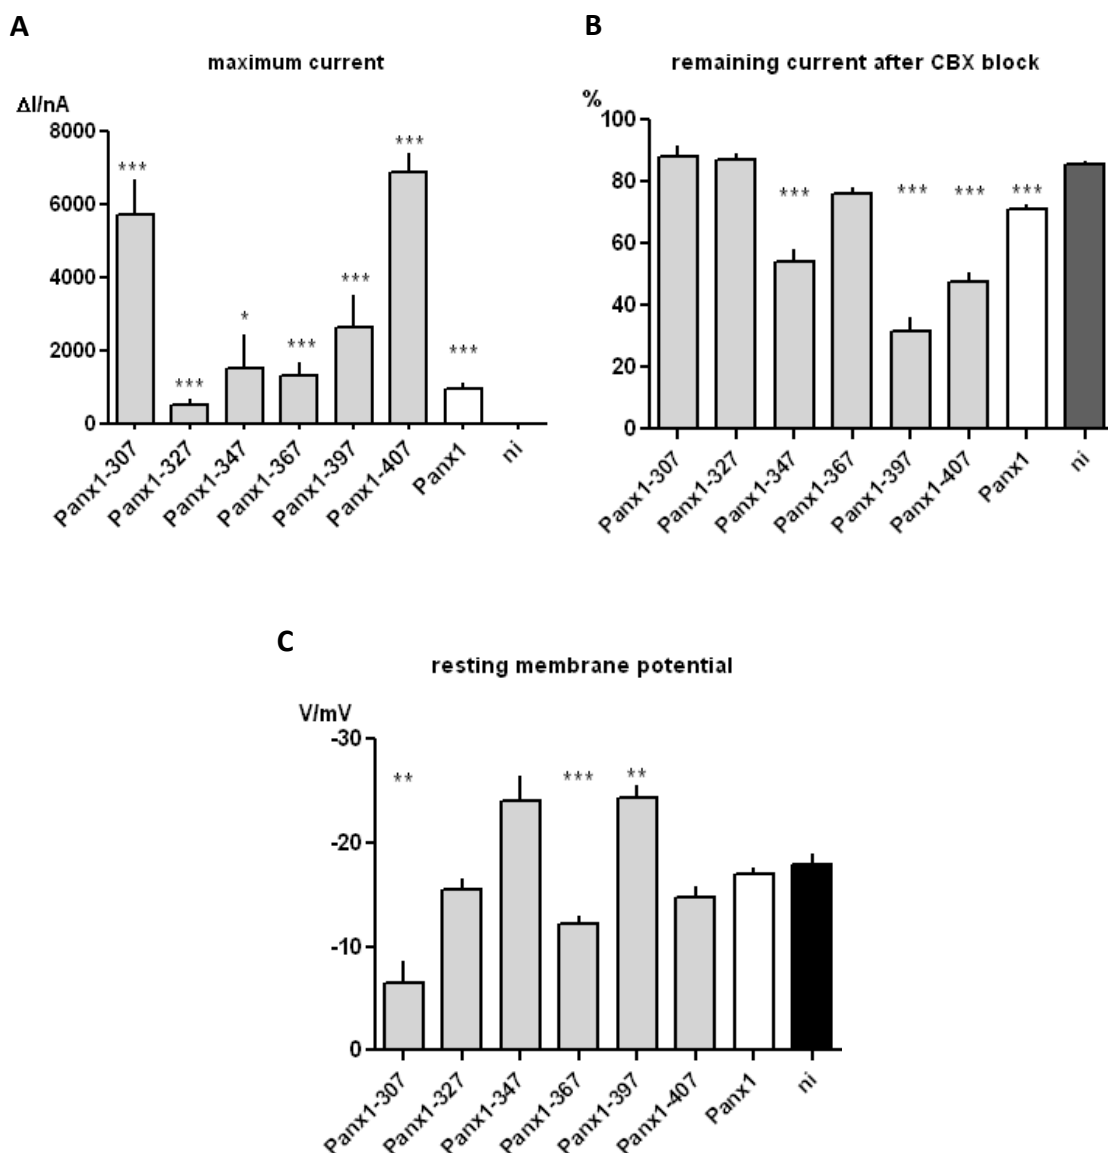 A
maximum current
ΔI/nA
8000
6000
4000
2000
0
***
***
*
***
***
***
***
Panx1-307
Panx1-327
Panx1-347
Panx1-367
Panx1-397
Panx1-407
Panx1
ni
B
remaining current after CBX block
%
100
80
60
40
20
0
***
***
***
***
Panx1-307
Panx1-327
Panx1-347
Panx1-367
Panx1-397
Panx1-407
Panx1
ni
C
resting membrane potential
V/mV
-30
-20
-10
0
**
***
**
Panx1-307
Panx1-327
Panx1-347
Panx1-367
Panx1-397
Panx1-407
Panx1
ni